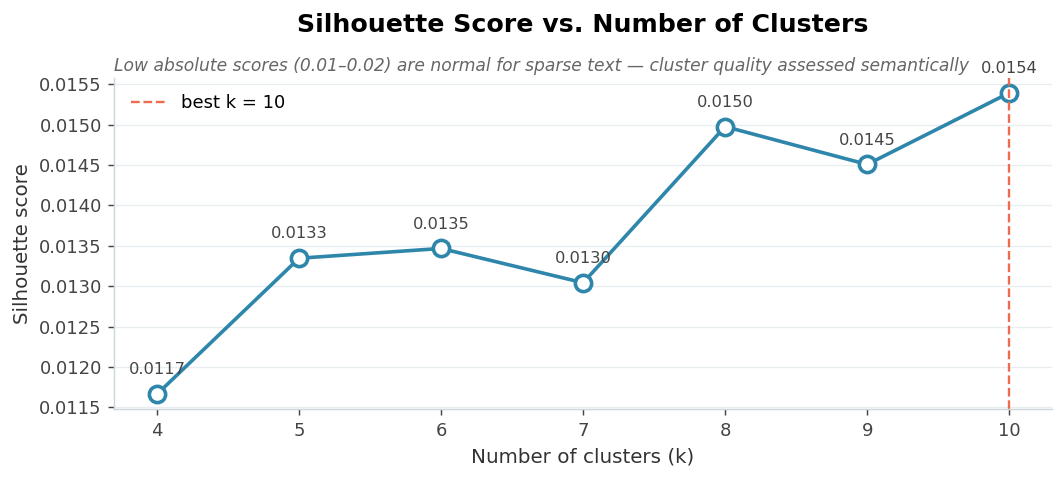 Silhouette Score vs. Number of Clusters
Low absolute scores (0.01–0.02) are normal for sparse text — cluster quality assessed semantically
0.0154
best k = 10
0.0150
0.0145
0.0133
0.0135
0.0130
0.0117
0.0155
0.0150
0.0145
0.0140
0.0135
0.0130
0.0125
0.0120
0.0115
Silhouette score
4 5 6 7 8 9 10
Number of clusters (k)